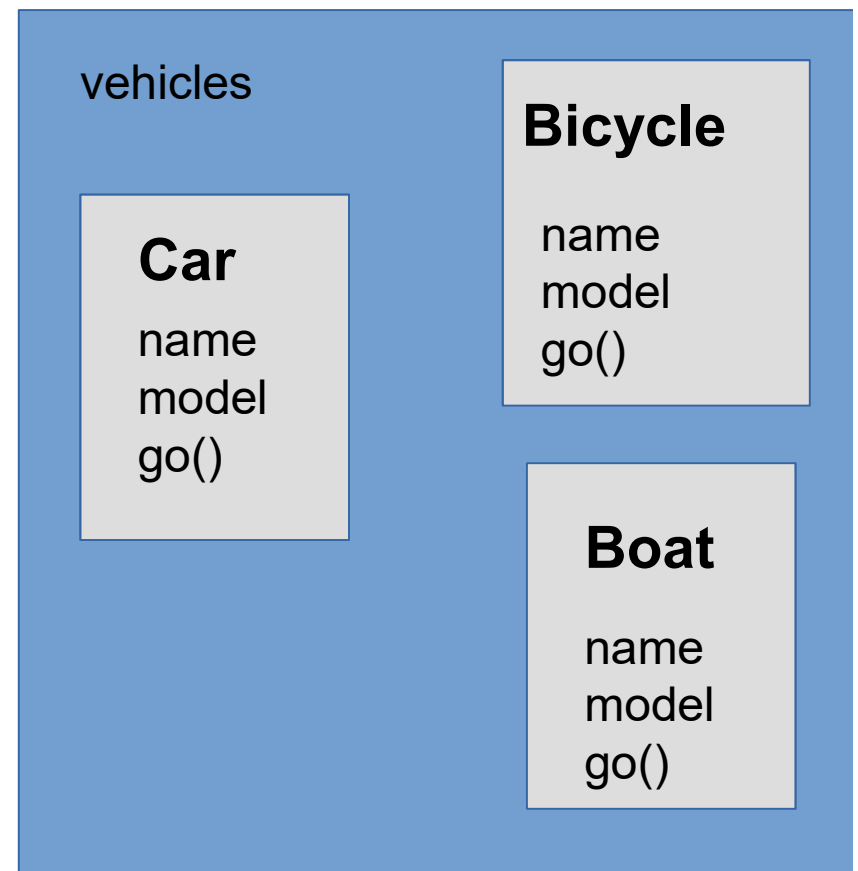 vehicles
Car
name
model
go()
Bicycle
name
model
go()
Boat
name
model
go()